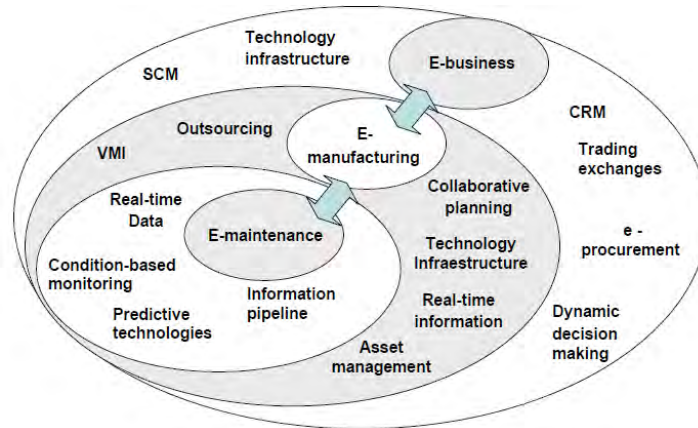 Technology
infrastructure
E-business
SCM
CRM
Outsourcing
E-
manufacturing
VMI
Trading
exchanges
Collaborative
planning
Real-time
Data
E-maintenance
Technology
Infraestructure
e -
procurement
Condition-based
monitoring
Information
pipeline
Real-time
information
Predictive
technologies
Dynamic
decision
making
Asset
management